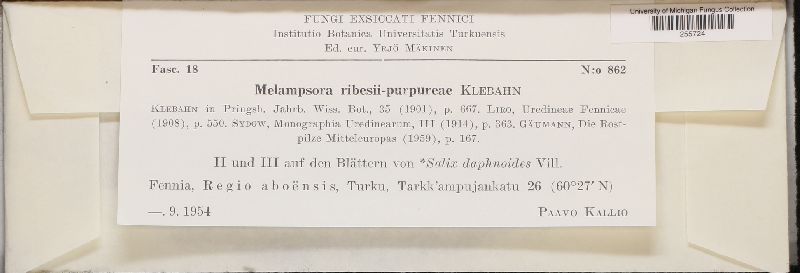 University of Michigan Fungus Collection
255724
FUNGI EXSICCATI FENNICI
Institutio Botanica Universitatis Turkuensis
Ed. cur. YRJÖ MÄKINEN
Fasc. 18 N:o 862
Melampsora ribesii-purpureae KLEBAHN
KLEBAHN in Pringsh. Jahrb. Wiss. Bot., 35 (1901), p. 667. LIRO, Uredineae Fennicae
(1908), p. 550. SYDOW, Monographia Uredinearum, III (1914), p. 363. GÄUMANN, Die Rost-
pilze Mitteleuropas (1959), p. 167.
II und III auf den Blättern von *Salix daphnoides Vill.
Fennia, Regio aboënsis, Turku, Tarkk'ampujankatu 26 (60°27′ N)
—. 9. 1954 PAAVO KALLIO